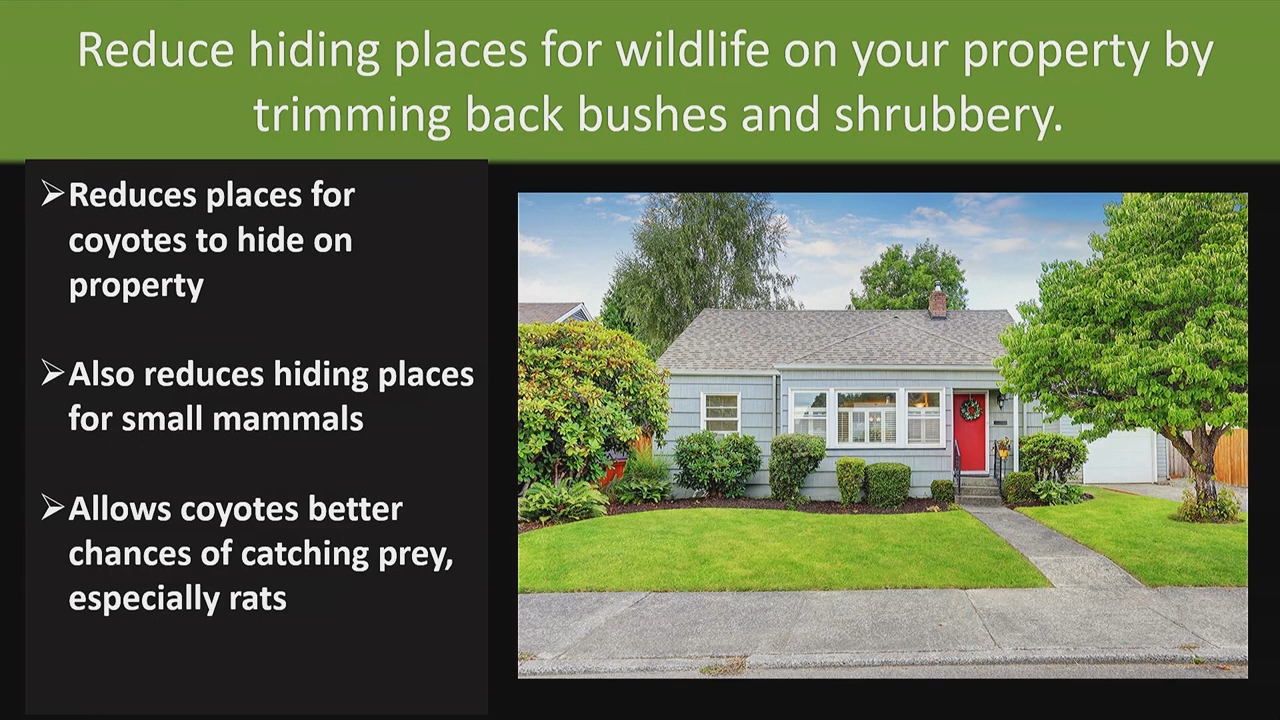 Reduce hiding places for wildlife on your property by
trimming back bushes and shrubbery.
➢Reduces places for
coyotes to hide on
property
➢Also reduces hiding places
for small mammals
➢Allows coyotes better
chances of catching prey,
especially rats